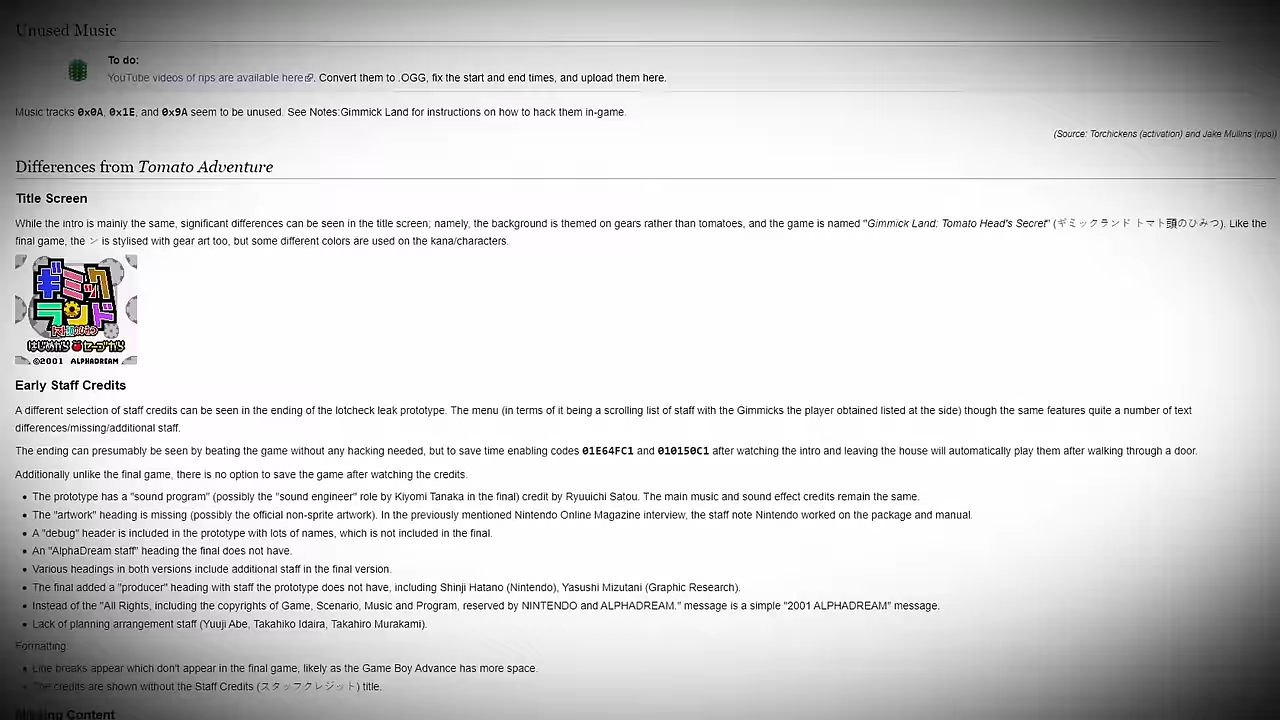 Unused Music
To do:
YouTube videos of rips are available here. Convert them to .OGG, fix the start and end times, and upload them here.
Music tracks 0x0A, 0x1E, and 0x9A seem to be unused. See Notes:Gimmick Land for instructions on how to hack them in-game.
(Source: Torchickens (activation) and Jake Mullins (rips))
Differences from Tomato Adventure
Title Screen
While the intro is mainly the same, significant differences can be seen in the title screen; namely, the background is themed on gears rather than tomatoes, and the game is named "Gimmick Land: Tomato Head's Secret" (ギミックランド トマト頭のひみつ). Like the
final game, the ン is stylised with gear art too, but some different colors are used on the kana/characters.
ギミック
ランド
トマト頭のひみつ
はじめから セーブから
©2001 ALPHADREAM
Early Staff Credits
A different selection of staff credits can be seen in the ending of the lotcheck leak prototype. The menu (in terms of it being a scrolling list of staff with the Gimmicks the player obtained listed at the side) though the same features quite a number of text
differences/missing/additional staff.
The ending can presumably be seen by beating the game without any hacking needed, but to save time enabling codes 01E64FC1 and 010150C1 after watching the intro and leaving the house will automatically play them after walking through a door.
Additionally unlike the final game, there is no option to save the game after watching the credits.
• The prototype has a "sound program" (possibly the "sound engineer" role by Kiyomi Tanaka in the final) credit by Ryuuichi Satou. The main music and sound effect credits remain the same.
• The "artwork" heading is missing (possibly the official non-sprite artwork). In the previously mentioned Nintendo Online Magazine interview, the staff note Nintendo worked on the package and manual.
• A "debug" header is included in the prototype with lots of names, which is not included in the final.
• An "AlphaDream staff" heading the final does not have.
• Various headings in both versions include additional staff in the final version.
• The final added a "producer" heading with staff the prototype does not have, including Shinji Hatano (Nintendo), Yasushi Mizutani (Graphic Research).
• Instead of the "All Rights, including the copyrights of Game, Scenario, Music and Program, reserved by NINTENDO and ALPHADREAM." message is a simple "2001 ALPHADREAM" message.
• Lack of planning arrangement staff (Yuuji Abe, Takahiko Idaira, Takahiro Murakami).
Formatting:
• Line breaks appear which don't appear in the final game, likely as the Game Boy Advance has more space.
• The credits are shown without the Staff Credits (スタッフクレジット) title.
Missing Content